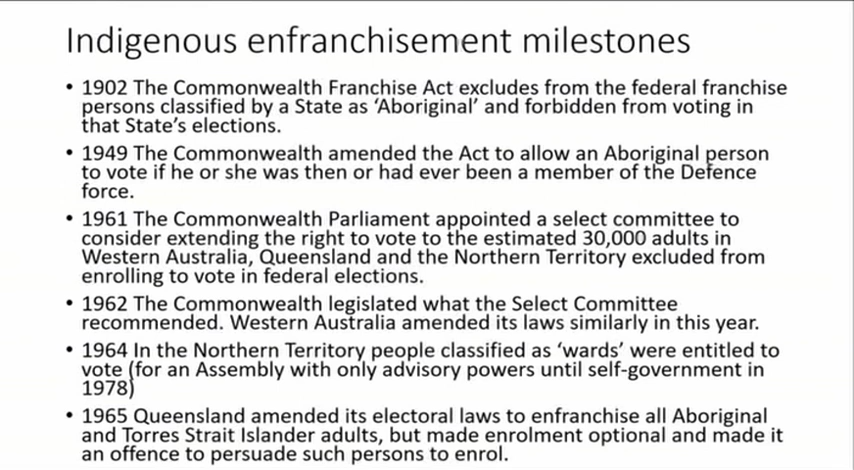 Indigenous enfranchisement milestones
• 1902 The Commonwealth Franchise Act excludes from the federal franchise
persons classified by a State as ‘Aboriginal’ and forbidden from voting in
that State’s elections.
• 1949 The Commonwealth amended the Act to allow an Aboriginal person
to vote if he or she was then or had ever been a member of the Defence
force.
• 1961 The Commonwealth Parliament appointed a select committee to
consider extending the right to vote to the estimated 30,000 adults in
Western Australia, Queensland and the Northern Territory excluded from
enrolling to vote in federal elections.
• 1962 The Commonwealth legislated what the Select Committee
recommended. Western Australia amended its laws similarly in this year.
• 1964 In the Northern Territory people classified as ‘wards’ were entitled to
vote (for an Assembly with only advisory powers until self-government in
1978)
• 1965 Queensland amended its electoral laws to enfranchise all Aboriginal
and Torres Strait Islander adults, but made enrolment optional and made it
an offence to persuade such persons to enrol.